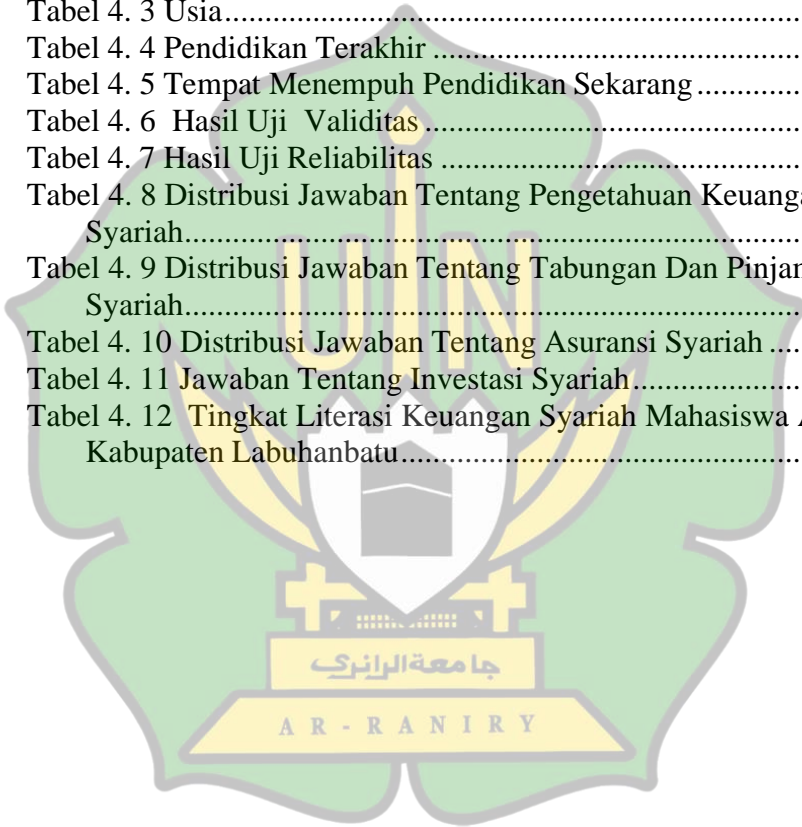 Tabel 4. 3 Usia........................................................................
Tabel 4. 4 Pendidikan Terakhir .............................................
Tabel 4. 5 Tempat Menempuh Pendidikan Sekarang.............
Tabel 4. 6  Hasil Uji  Validitas ..............................................
Tabel 4. 7 Hasil Uji Reliabilitas ............................................
Tabel 4. 8 Distribusi Jawaban Tentang Pengetahuan
Syariah.............................................................................
Tabel 4. 9 Distribusi Jawaban Tentang Tabungan Dan
Syariah.............................................................................
Tabel 4. 10 Distribusi Jawaban Tentang Asuransi Syariah ....
Tabel 4. 11 Jawaban Tentang Investasi Syariah.....................
Tabel 4. 12  Tingkat Literasi Keuangan Syariah Mahasiswa
Kabupaten Labuhanbatu..................................................
UIN
جامعة الرانري
AR-RANIRY